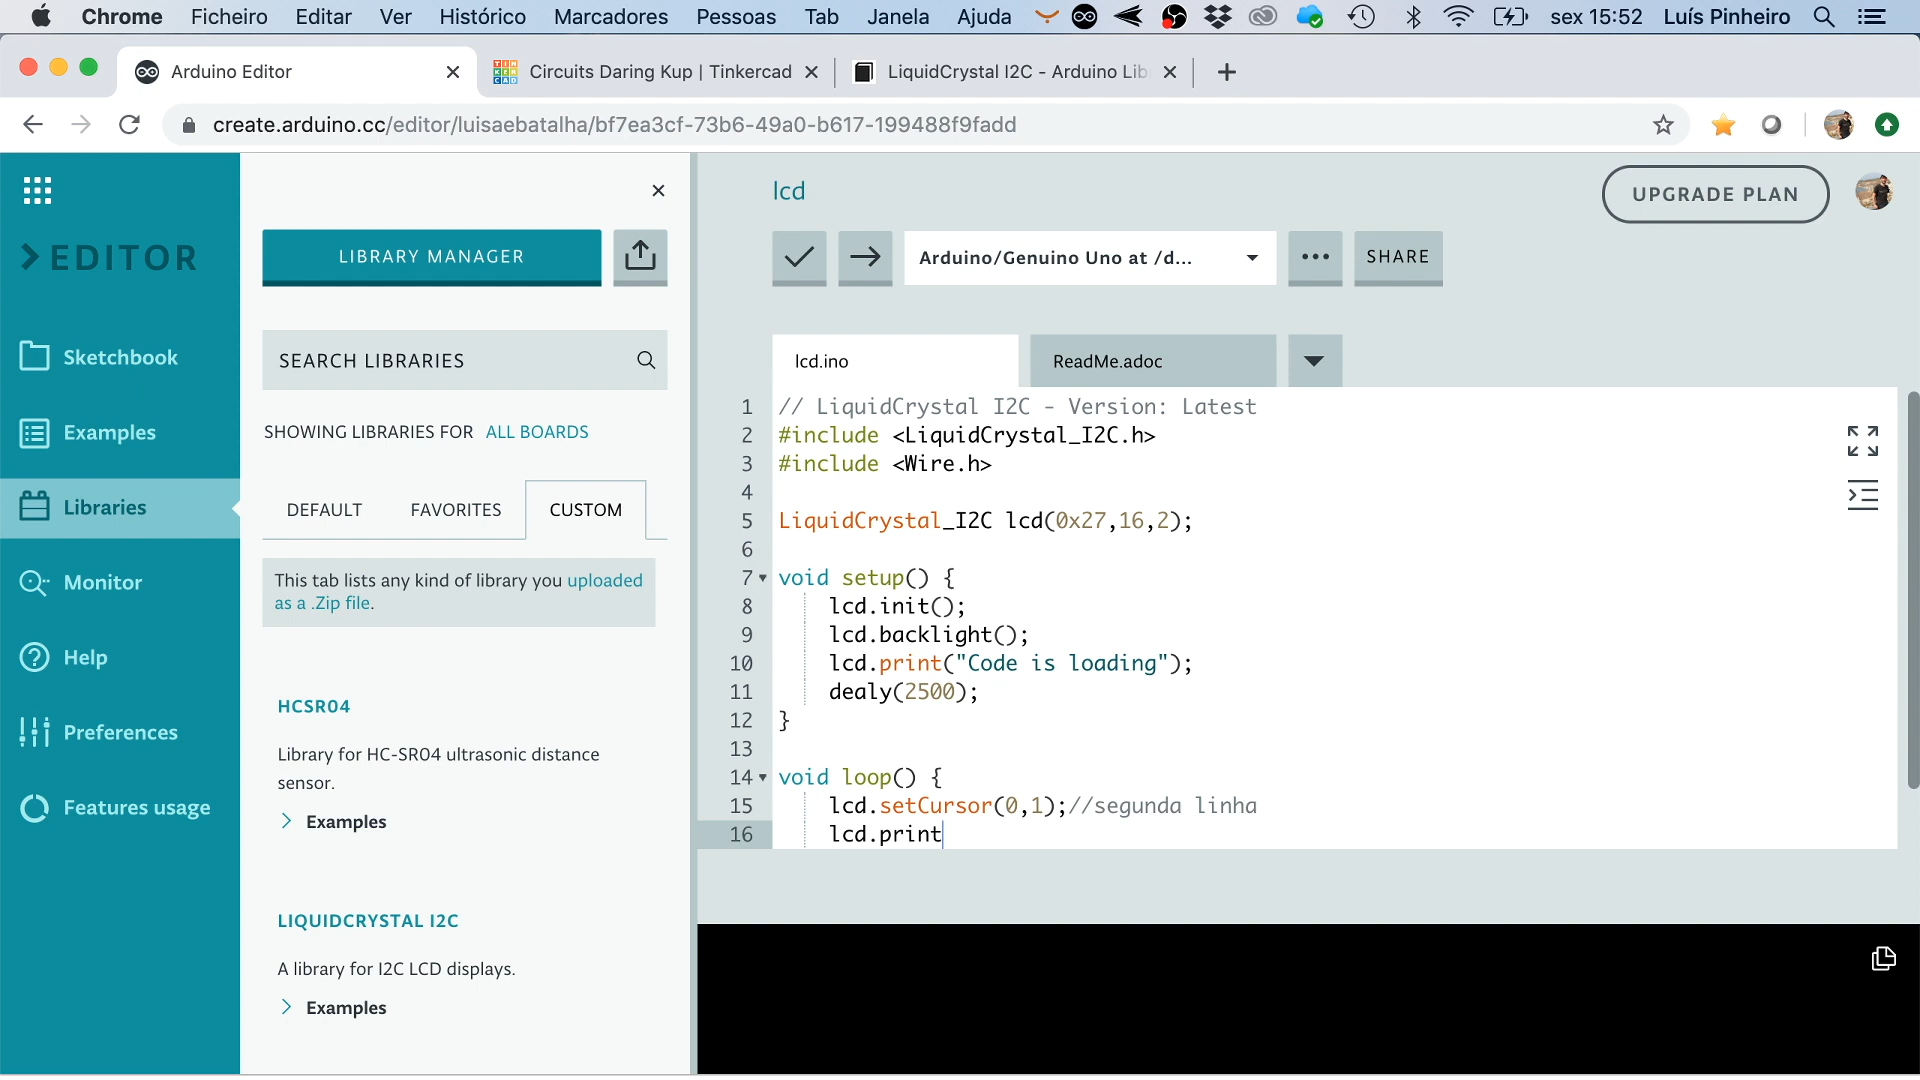 Chrome Ficheiro Editar Ver Histórico Marcadores Pessoas Tab Janela Ajuda sex 15:52 Luís Pinheiro
Arduino Editor Circuits Daring Kup | Tinkercad LiquidCrystal I2C - Arduino Lib
create.arduino.cc/editor/luisaebatalha/bf7ea3cf-73b6-49a0-b617-199488f9fadd
EDITOR
Sketchbook
Examples
Libraries
Monitor
Help
Preferences
Features usage
LIBRARY MANAGER
SEARCH LIBRARIES
SHOWING LIBRARIES FOR ALL BOARDS
DEFAULT FAVORITES CUSTOM
This tab lists any kind of library you uploaded
as a .Zip file.
HCSR04
Library for HC-SR04 ultrasonic distance
sensor.
Examples
LIQUIDCRYSTAL I2C
A library for I2C LCD displays.
Examples
lcd
UPGRADE PLAN
Arduino/Genuino Uno at /d...
SHARE
lcd.ino ReadMe.adoc
1 // LiquidCrystal I2C - Version: Latest
2 #include <LiquidCrystal_I2C.h>
3 #include <Wire.h>
4
5 LiquidCrystal_I2C lcd(0x27,16,2);
6
7 void setup() {
8 lcd.init();
9 lcd.backlight();
10 lcd.print("Code is loading");
11 dealy(2500);
12 }
13
14 void loop() {
15 lcd.setCursor(0,1);//segunda linha
16 lcd.print